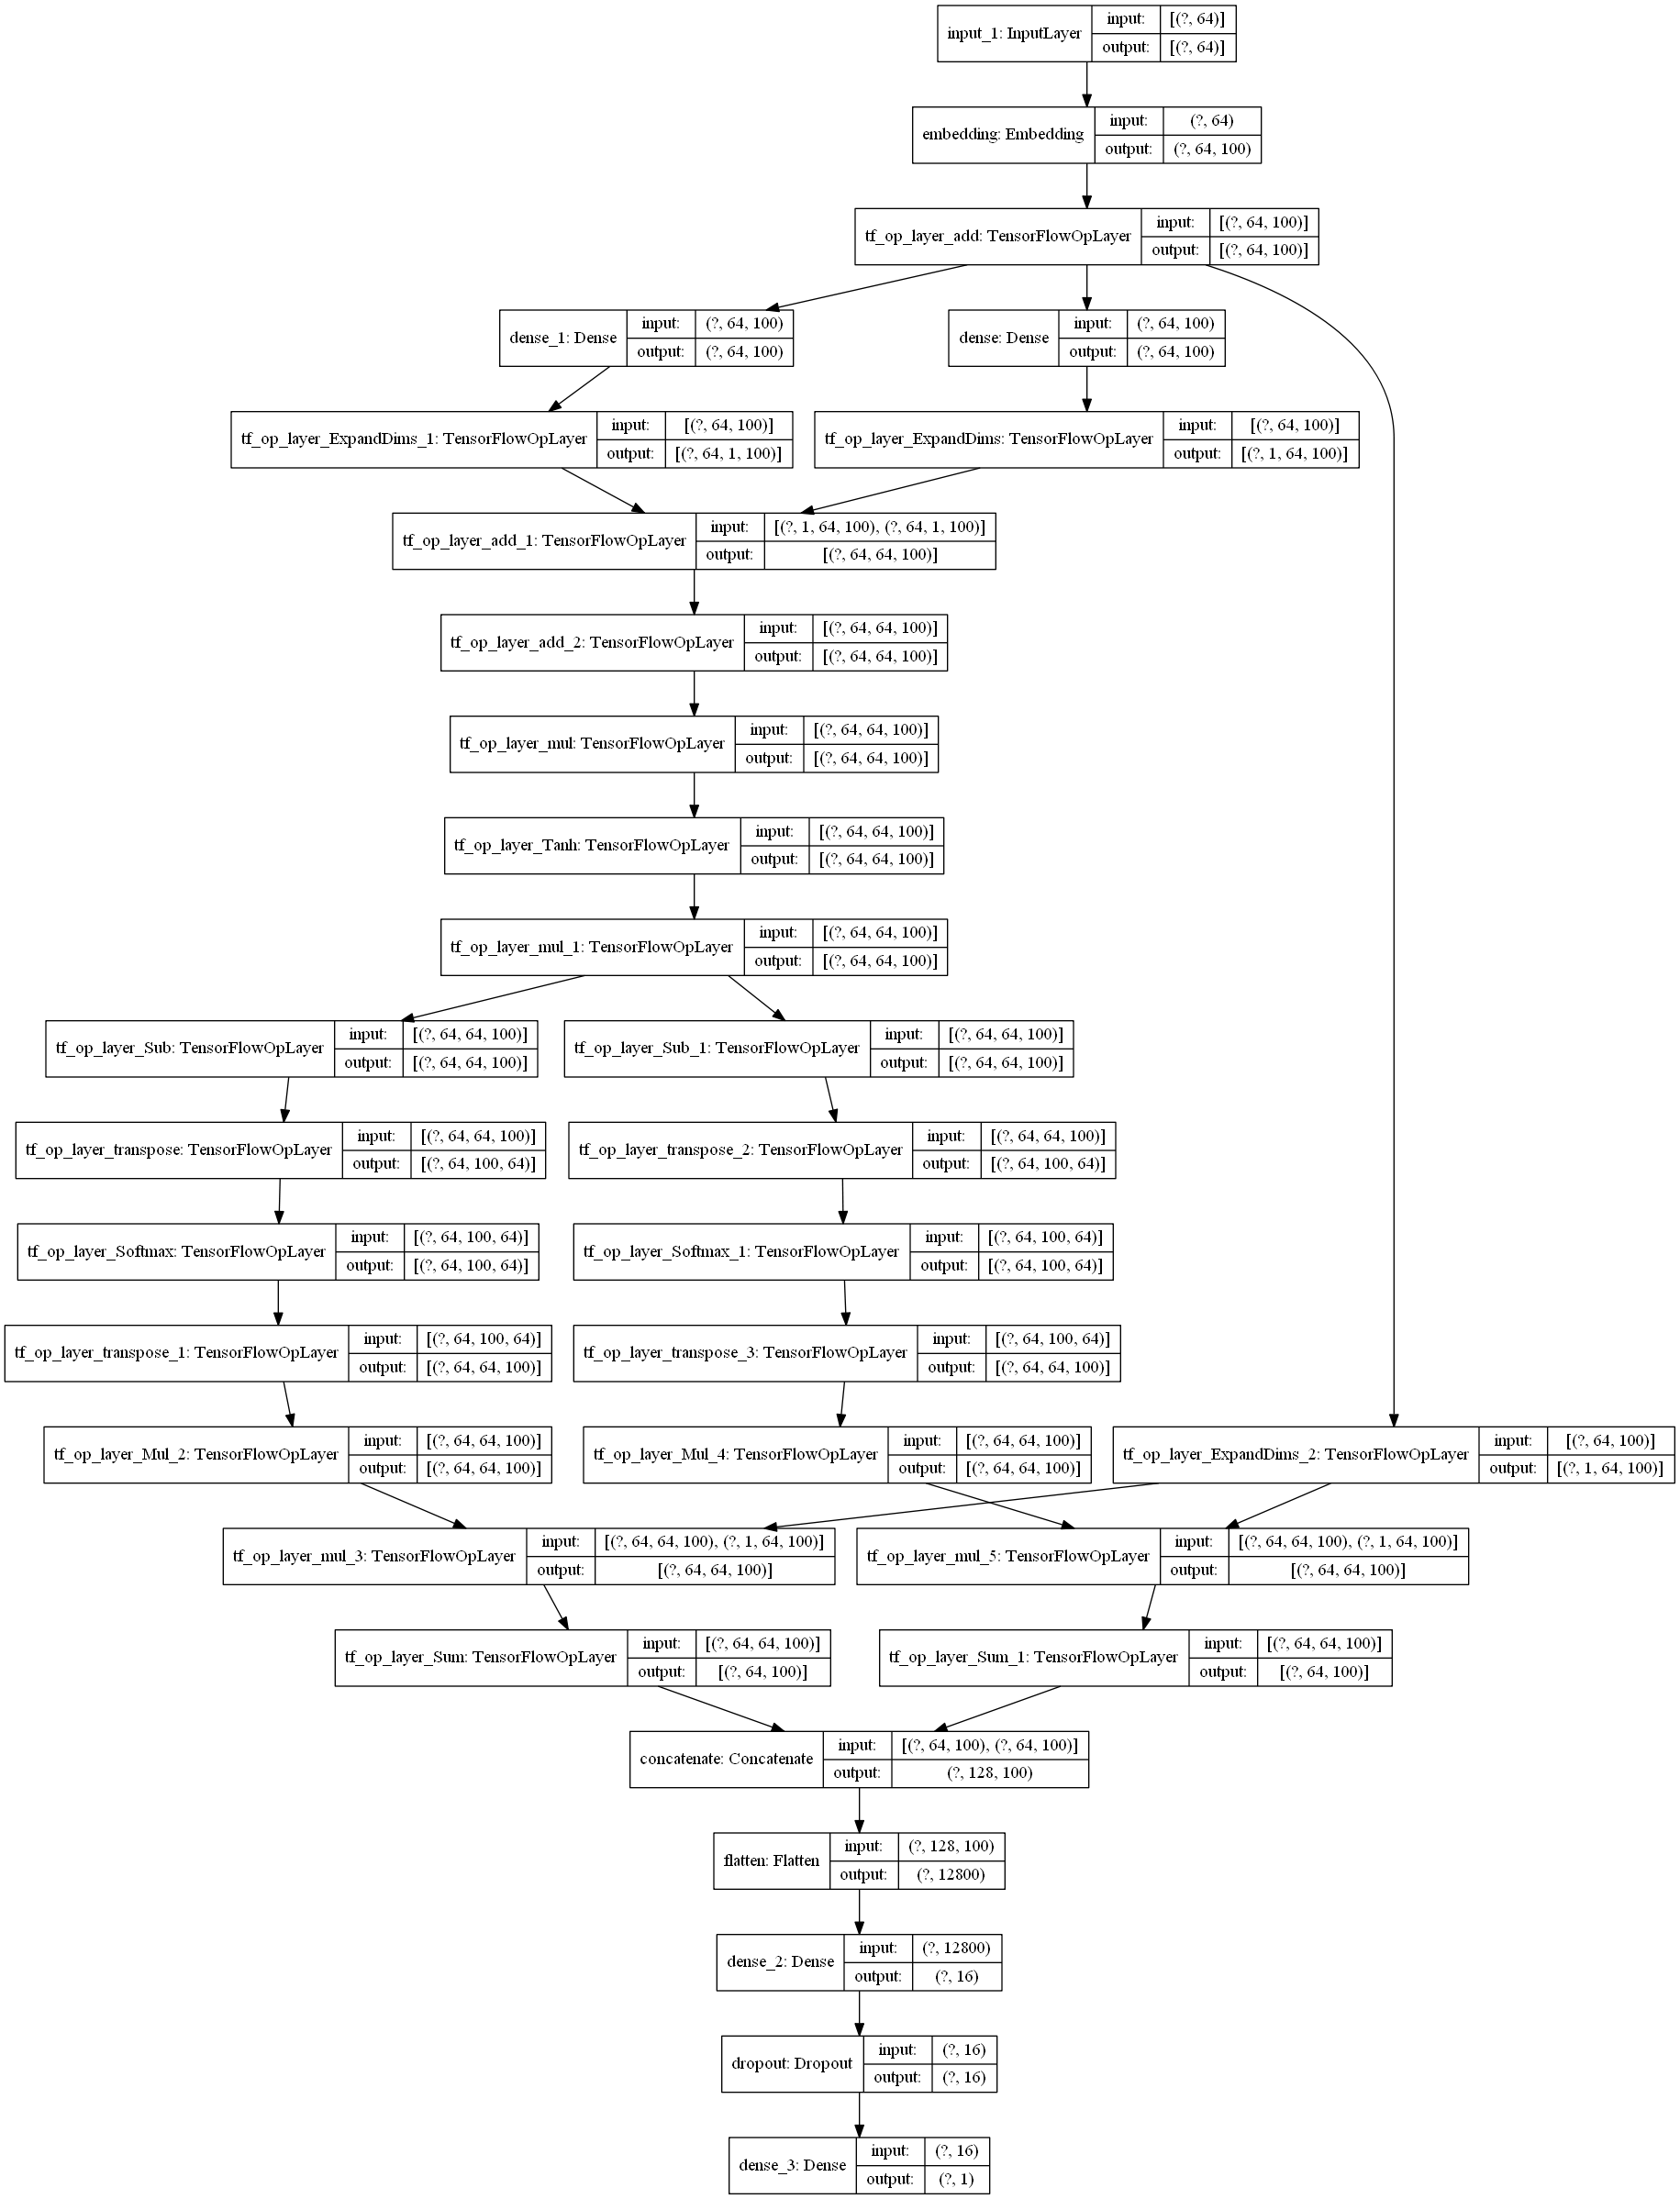 input_1: InputLayer
input: [(?, 64)]
output: [(?, 64)]
embedding: Embedding
input: (?, 64)
output: (?, 64, 100)
tf_op_layer_add: TensorFlowOpLayer
input: [(?, 64, 100)]
output: [(?, 64, 100)]
dense_1: Dense
input: (?, 64, 100)
output: (?, 64, 100)
dense: Dense
input: (?, 64, 100)
output: (?, 64, 100)
tf_op_layer_ExpandDims_1: TensorFlowOpLayer
input: [(?, 64, 100)]
output: [(?, 64, 1, 100)]
tf_op_layer_ExpandDims: TensorFlowOpLayer
input: [(?, 64, 100)]
output: [(?, 1, 64, 100)]
tf_op_layer_add_1: TensorFlowOpLayer
input: [(?, 1, 64, 100), (?, 64, 1, 100)]
output: [(?, 64, 64, 100)]
tf_op_layer_add_2: TensorFlowOpLayer
input: [(?, 64, 64, 100)]
output: [(?, 64, 64, 100)]
tf_op_layer_mul: TensorFlowOpLayer
input: [(?, 64, 64, 100)]
output: [(?, 64, 64, 100)]
tf_op_layer_Tanh: TensorFlowOpLayer
input: [(?, 64, 64, 100)]
output: [(?, 64, 64, 100)]
tf_op_layer_mul_1: TensorFlowOpLayer
input: [(?, 64, 64, 100)]
output: [(?, 64, 64, 100)]
tf_op_layer_Sub: TensorFlowOpLayer
input: [(?, 64, 64, 100)]
output: [(?, 64, 64, 100)]
tf_op_layer_Sub_1: TensorFlowOpLayer
input: [(?, 64, 64, 100)]
output: [(?, 64, 64, 100)]
tf_op_layer_transpose: TensorFlowOpLayer
input: [(?, 64, 64, 100)]
output: [(?, 64, 100, 64)]
tf_op_layer_transpose_2: TensorFlowOpLayer
input: [(?, 64, 64, 100)]
output: [(?, 64, 100, 64)]
tf_op_layer_Softmax: TensorFlowOpLayer
input: [(?, 64, 100, 64)]
output: [(?, 64, 100, 64)]
tf_op_layer_Softmax_1: TensorFlowOpLayer
input: [(?, 64, 100, 64)]
output: [(?, 64, 100, 64)]
tf_op_layer_transpose_1: TensorFlowOpLayer
input: [(?, 64, 100, 64)]
output: [(?, 64, 64, 100)]
tf_op_layer_transpose_3: TensorFlowOpLayer
input: [(?, 64, 100, 64)]
output: [(?, 64, 64, 100)]
tf_op_layer_Mul_2: TensorFlowOpLayer
input: [(?, 64, 64, 100)]
output: [(?, 64, 64, 100)]
tf_op_layer_Mul_4: TensorFlowOpLayer
input: [(?, 64, 64, 100)]
output: [(?, 64, 64, 100)]
tf_op_layer_ExpandDims_2: TensorFlowOpLayer
input: [(?, 64, 100)]
output: [(?, 1, 64, 100)]
tf_op_layer_mul_3: TensorFlowOpLayer
input: [(?, 64, 64, 100), (?, 1, 64, 100)]
output: [(?, 64, 64, 100)]
tf_op_layer_mul_5: TensorFlowOpLayer
input: [(?, 64, 64, 100), (?, 1, 64, 100)]
output: [(?, 64, 64, 100)]
tf_op_layer_Sum: TensorFlowOpLayer
input: [(?, 64, 64, 100)]
output: [(?, 64, 100)]
tf_op_layer_Sum_1: TensorFlowOpLayer
input: [(?, 64, 64, 100)]
output: [(?, 64, 100)]
concatenate: Concatenate
input: [(?, 64, 100), (?, 64, 100)]
output: (?, 128, 100)
flatten: Flatten
input: (?, 128, 100)
output: (?, 12800)
dense_2: Dense
input: (?, 12800)
output: (?, 16)
dropout: Dropout
input: (?, 16)
output: (?, 16)
dense_3: Dense
input: (?, 16)
output: (?, 1)